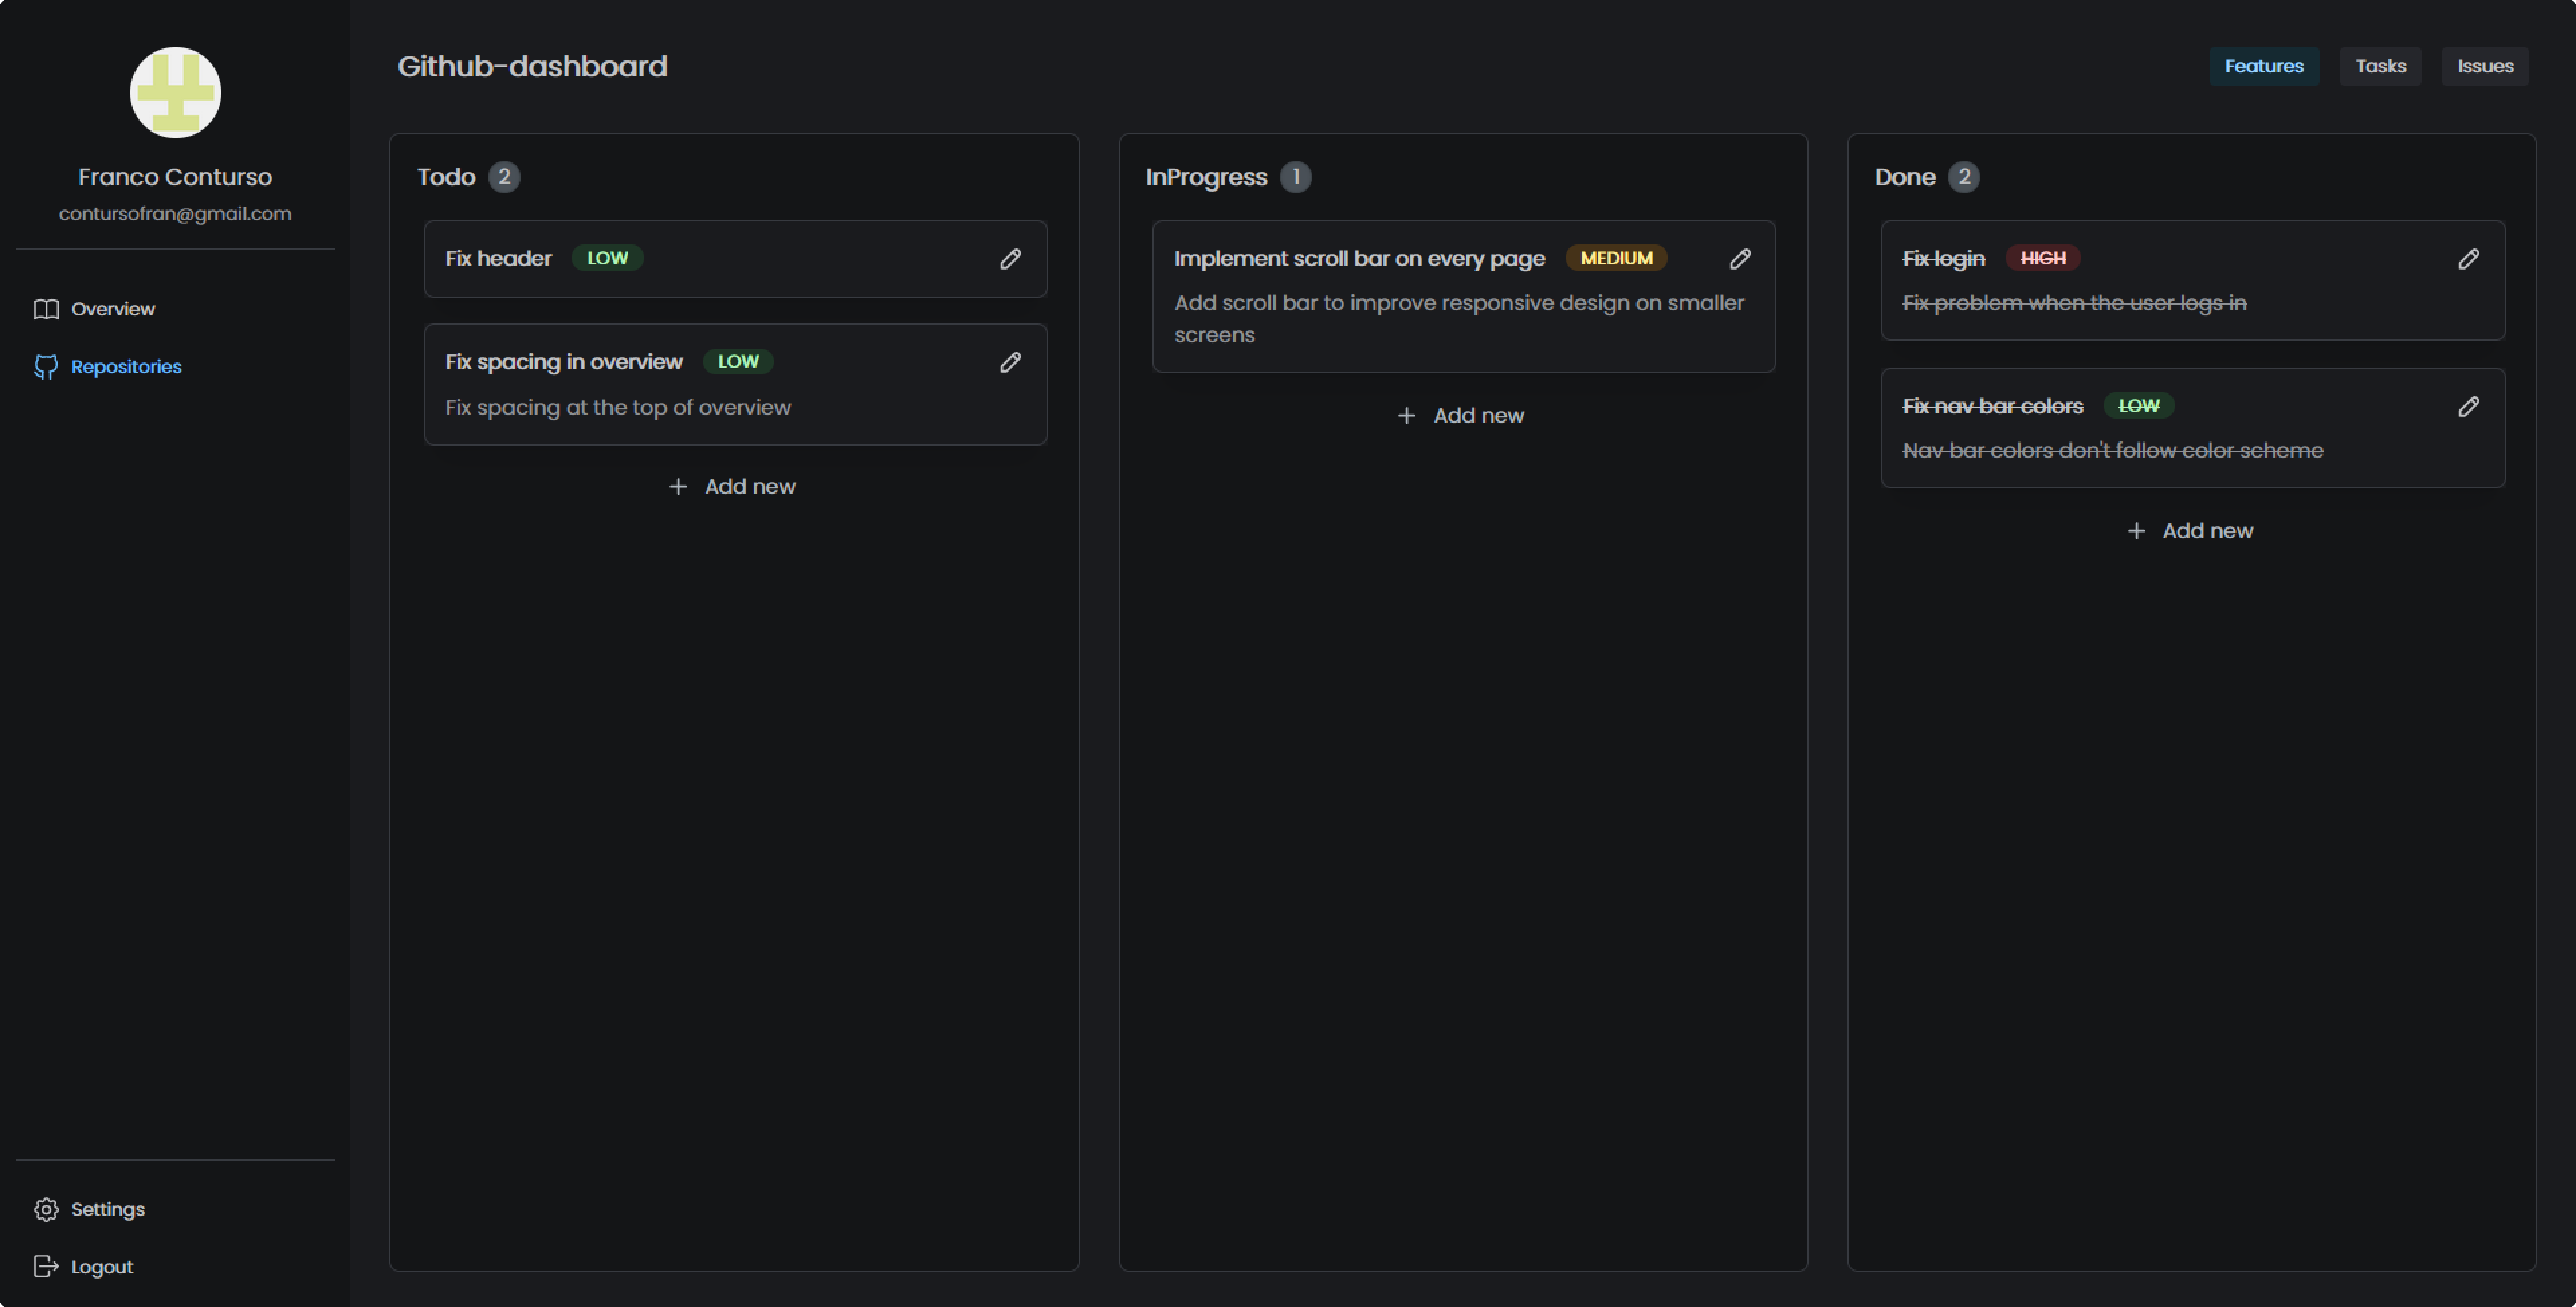 Franco Conturso
contursofran@gmail.com
Overview
Repositories
Settings
Logout
Github-dashboard
Features
Tasks
Issues
Todo 2
Fix header LOW
Fix spacing in overview LOW
Fix spacing at the top of overview
+ Add new
InProgress 1
Implement scroll bar on every page MEDIUM
Add scroll bar to improve responsive design on smaller
screens
+ Add new
Done 2
Fix login HIGH
Fix problem when the user logs in
Fix nav bar colors LOW
Nav bar colors don't follow color scheme
+ Add new